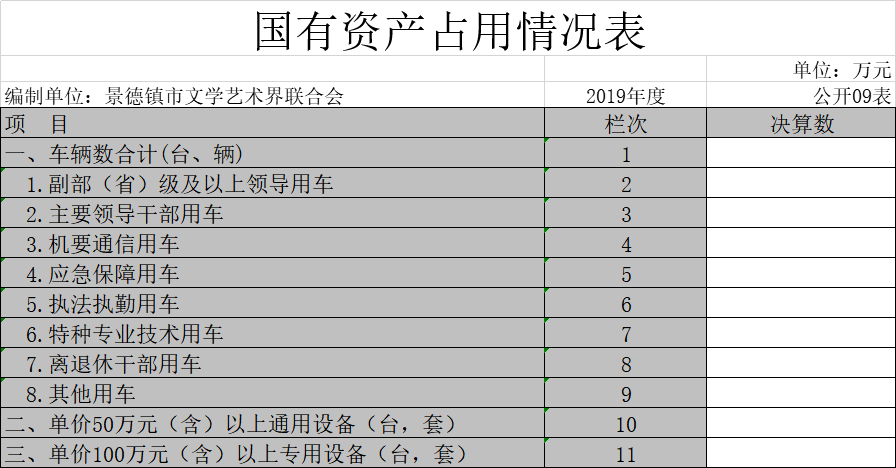 国有资产占用情况表
单位：万元
编制单位：景德镇市文学艺术界联合会 2019年度 公开09表
项 目 栏次 决算数
一、车辆数合计(台、辆) 1
1.副部（省）级及以上领导用车 2
2.主要领导干部用车 3
3.机要通信用车 4
4.应急保障用车 5
5.执法执勤用车 6
6.特种专业技术用车 7
7.离退休干部用车 8
8.其他用车 9
二、单价50万元（含）以上通用设备（台，套） 10
三、单价100万元（含）以上专用设备（台，套） 11